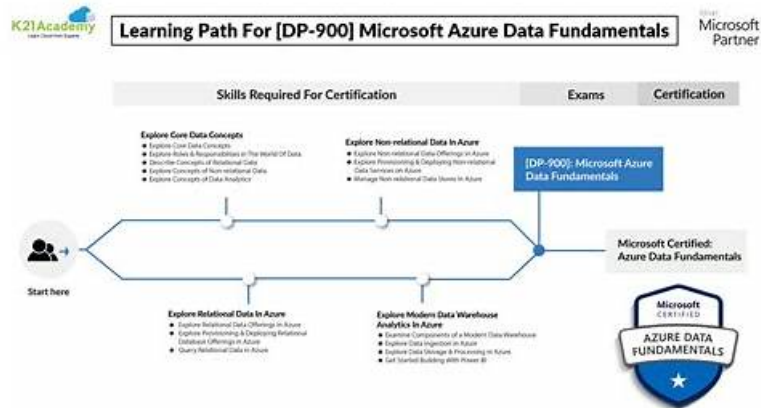 K21Academy
Learn Cloud from Experts
Learning Path For [DP-900] Microsoft Azure Data Fundamentals
Microsoft
Partner
Skills Required For Certification
Exams
Certification
Explore Core Data Concepts
Explore Core Data Concepts
Explore Roles & Responsibilities in The World Of Data
Describe Concepts of Relational Data
Explore Concepts of Non-relational Data
Explore Concepts of Data Analytics
Explore Non-relational Data In Azure
Explore Non-relational Data Offerings in Azure
Explore Provisioning & Deploying Non-relational
Data Services on Azure
Manage Non-relational Data Stores in Azure
[DP-900]: Microsoft Azure
Data Fundamentals
Start here
Microsoft Certified:
Azure Data Fundamentals
Explore Relational Data In Azure
Explore Relational Data Offerings in Azure
Explore Provisioning & Deploying Relational
Database Offerings in Azure
Query Relational Data in Azure
Explore Modern Data Warehouse
Analytics In Azure
Examine Components of a Modern Data Warehouse
Explore Data Ingestion in Azure
Explore Data Storage & Processing in Azure
Get Started Building With Power BI
Microsoft
CERTIFIED
AZURE DATA
FUNDAMENTALS